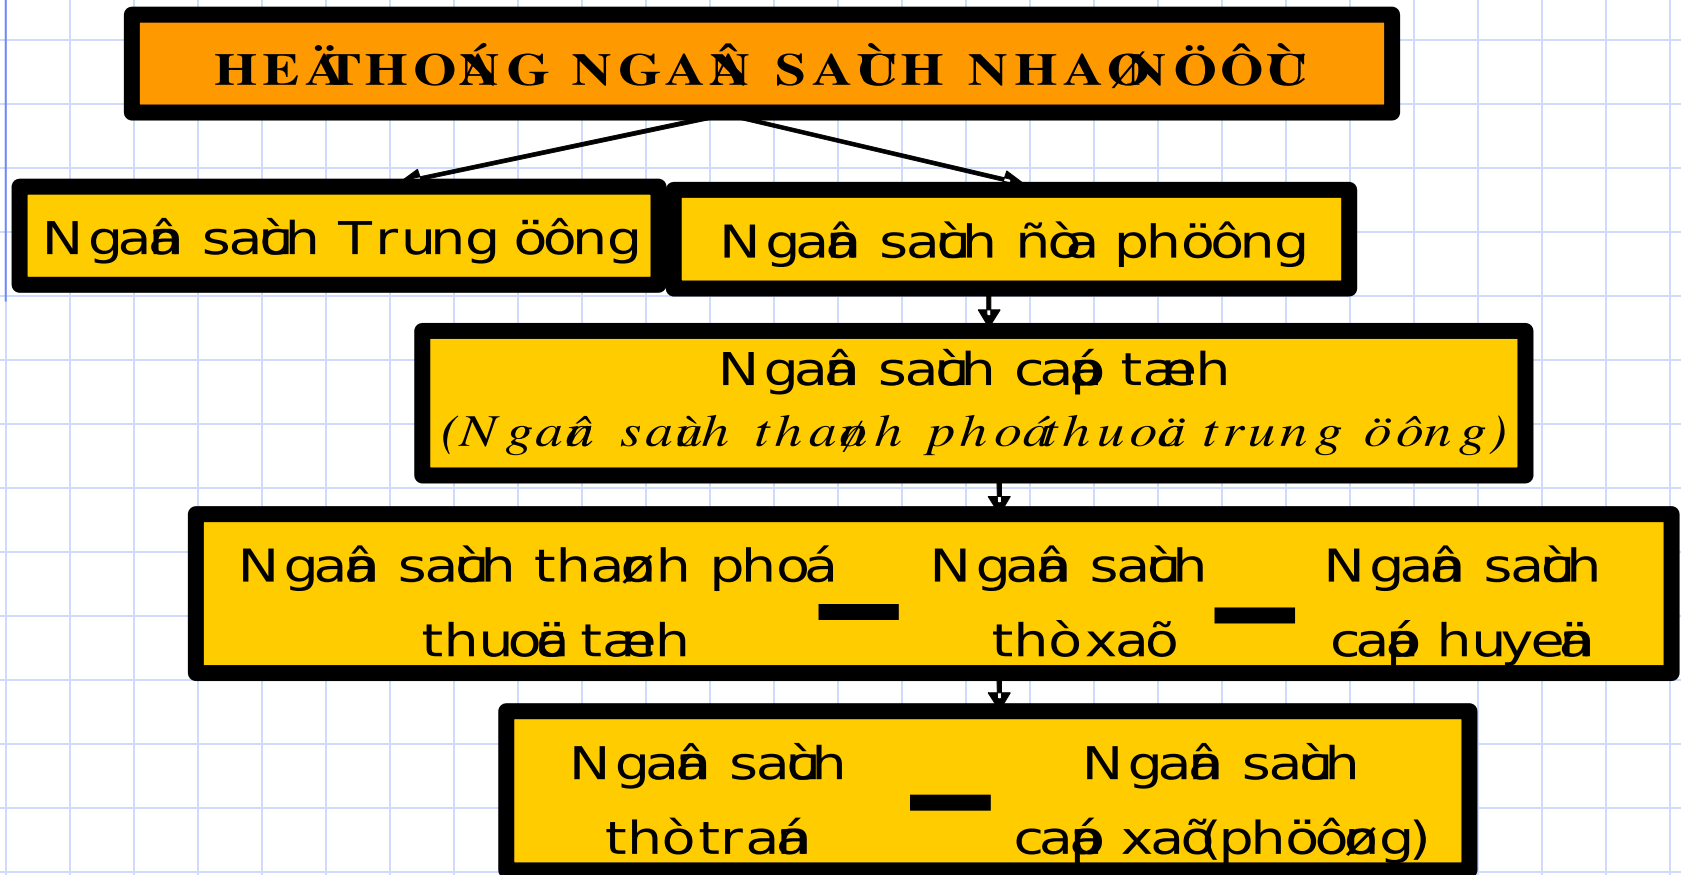 HEÄ THOÁNG NGAÂN SAÙCH NHAØ NÖÔÙC
Ngaân saùch Trung öông
Ngaân saùch ñòa phöông
Ngaân saùch caáp tænh
(Ngaân saùch thaønh phoá thuoäc trung öông)
Ngaân saùch thaønh phoá
thuoäc tænh
Ngaân saùch
thò xaõ
Ngaân saùch
caáp huyeän
Ngaân saùch
thò traán
Ngaân saùch
caáp xaõ (phöôøng)